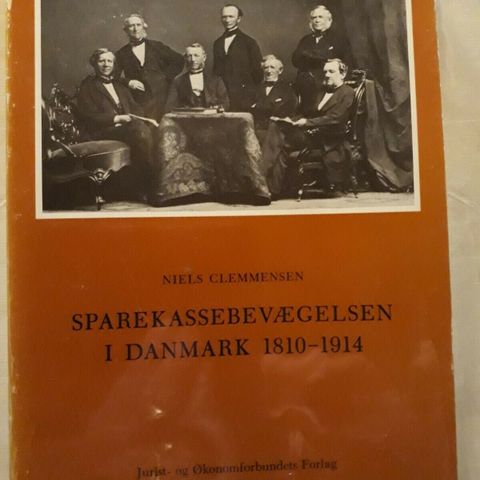 NIELS CLEMMENSEN
SPAREKASSEBEVÆGELSEN
I DANMARK 1810-1914
Jurist- og Økonomforbundets Forlag